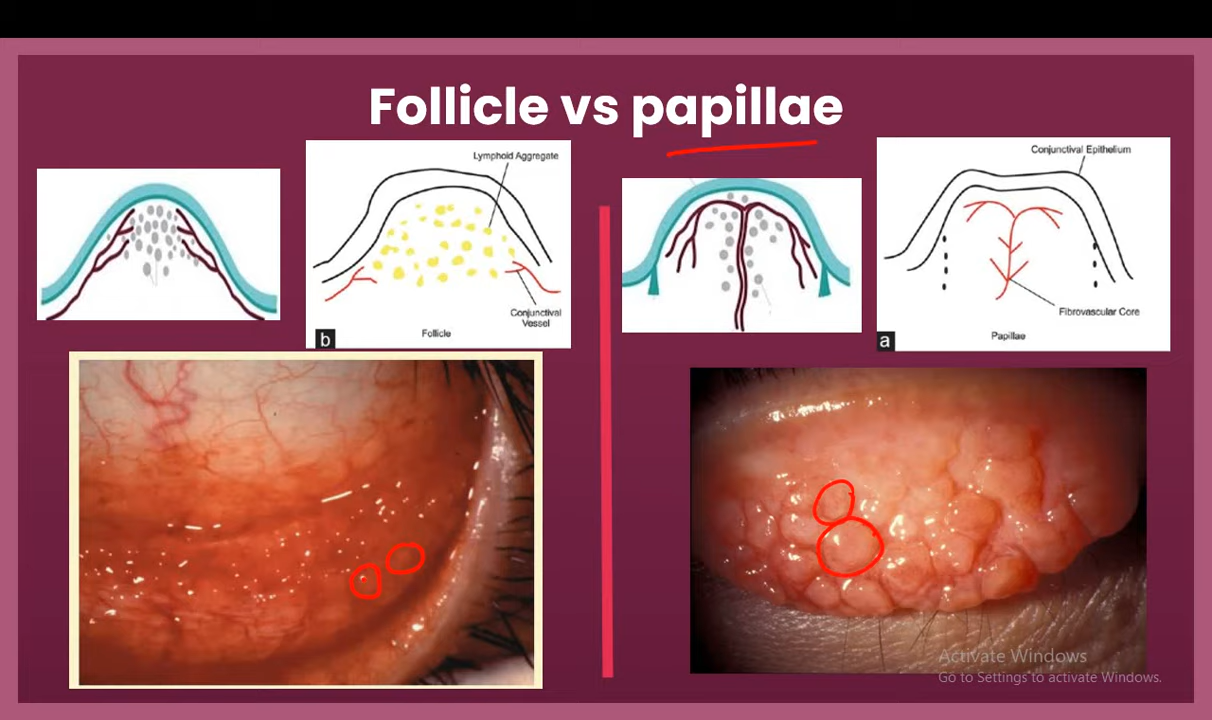 Follicle vs papillae
Lymphoid Aggregate
Conjunctival
Vessel
b
Follicle
Conjunctival Epithelium
Fibrovascular Core
a
Papillae
Activate Windows
Go to Settings to activate Windows.